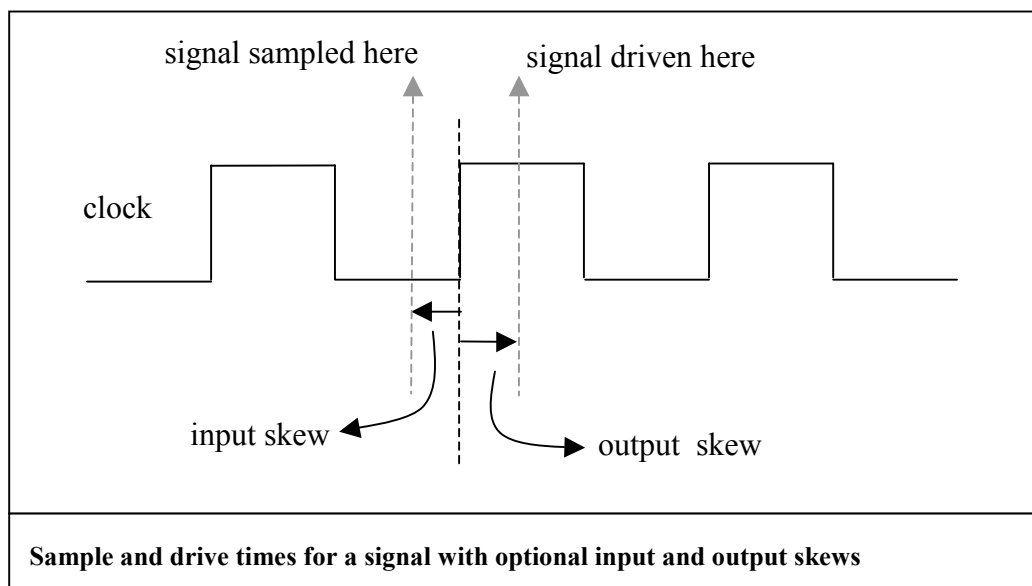 signal sampled here
signal driven here
clock
input skew
output skew
Sample and drive times for a signal with optional input and output skews